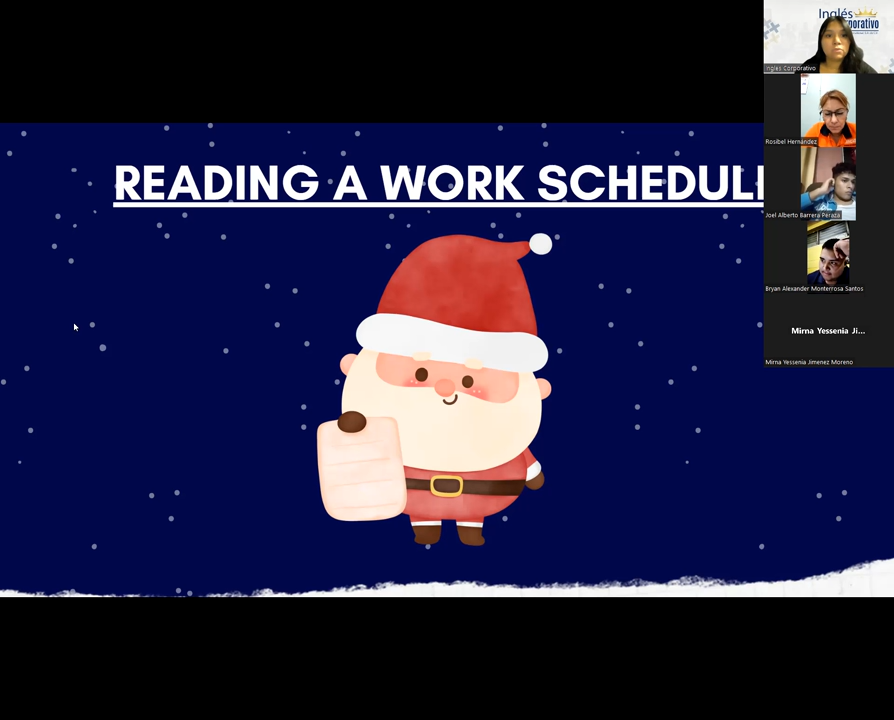 READING A WORK SCHEDUL
Inglés
Corporativo
Ingles Corporativo
Rosibel Hernández
Joel Alberto Barrera Peraza
Bryan Alexander Monterrosa Santos
Mirna Yessenia Ji...
Mirna Yessenia Jimenez Moreno